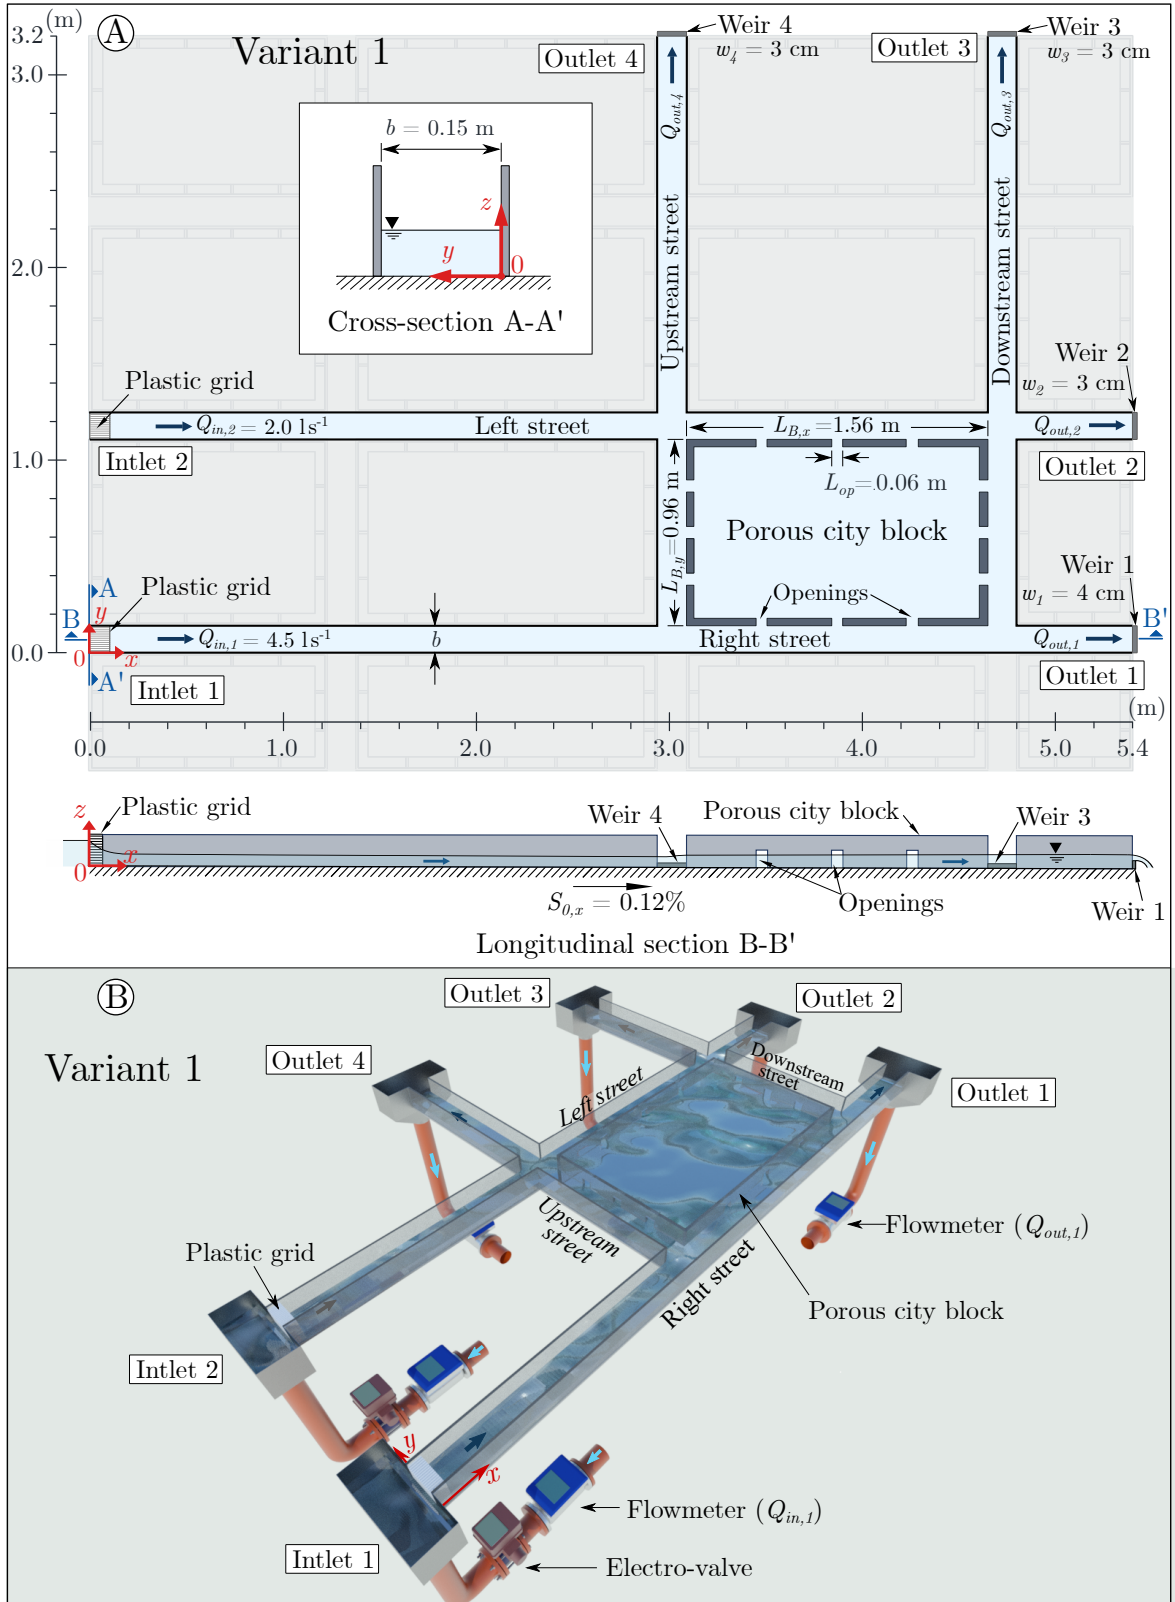 (m)
A
Variant 1
Weir 4
w4 = 3 cm
Outlet 4
Weir 3
w3 = 3 cm
Outlet 3
3.2
3.0
2.0
1.0
0.0
b = 0.15 m
z
y
0
Cross-section A-A'
Qout,4
Qout,3
Upstream street
Downstream street
Plastic grid
Qin,2 = 2.0 ls-1
Left street
Intlet 2
LB,x=1.56 m
Weir 2
w2 = 3 cm
Qout,2
Outlet 2
Lop=0.06 m
LB,y=0.96 m
Porous city block
Openings
A
B
y
0
x
A'
Plastic grid
Qin,1 = 4.5 ls-1
b
Right street
Intlet 1
Weir 1
w1 = 4 cm
B'
Qout,1
Outlet 1
(m)
0.0
1.0
2.0
3.0
4.0
5.0
5.4
z
x
0
Plastic grid
Weir 4
Porous city block
Weir 3
S0,x = 0.12%
Openings
Weir 1
Longitudinal section B-B'
B
Variant 1
Outlet 3
Outlet 2
Outlet 4
Outlet 1
Left street
Downstream
street
Upstream
street
Right street
Plastic grid
Flowmeter (Qout,1)
Porous city block
Intlet 2
y
x
Flowmeter (Qin,1)
Intlet 1
Electro-valve